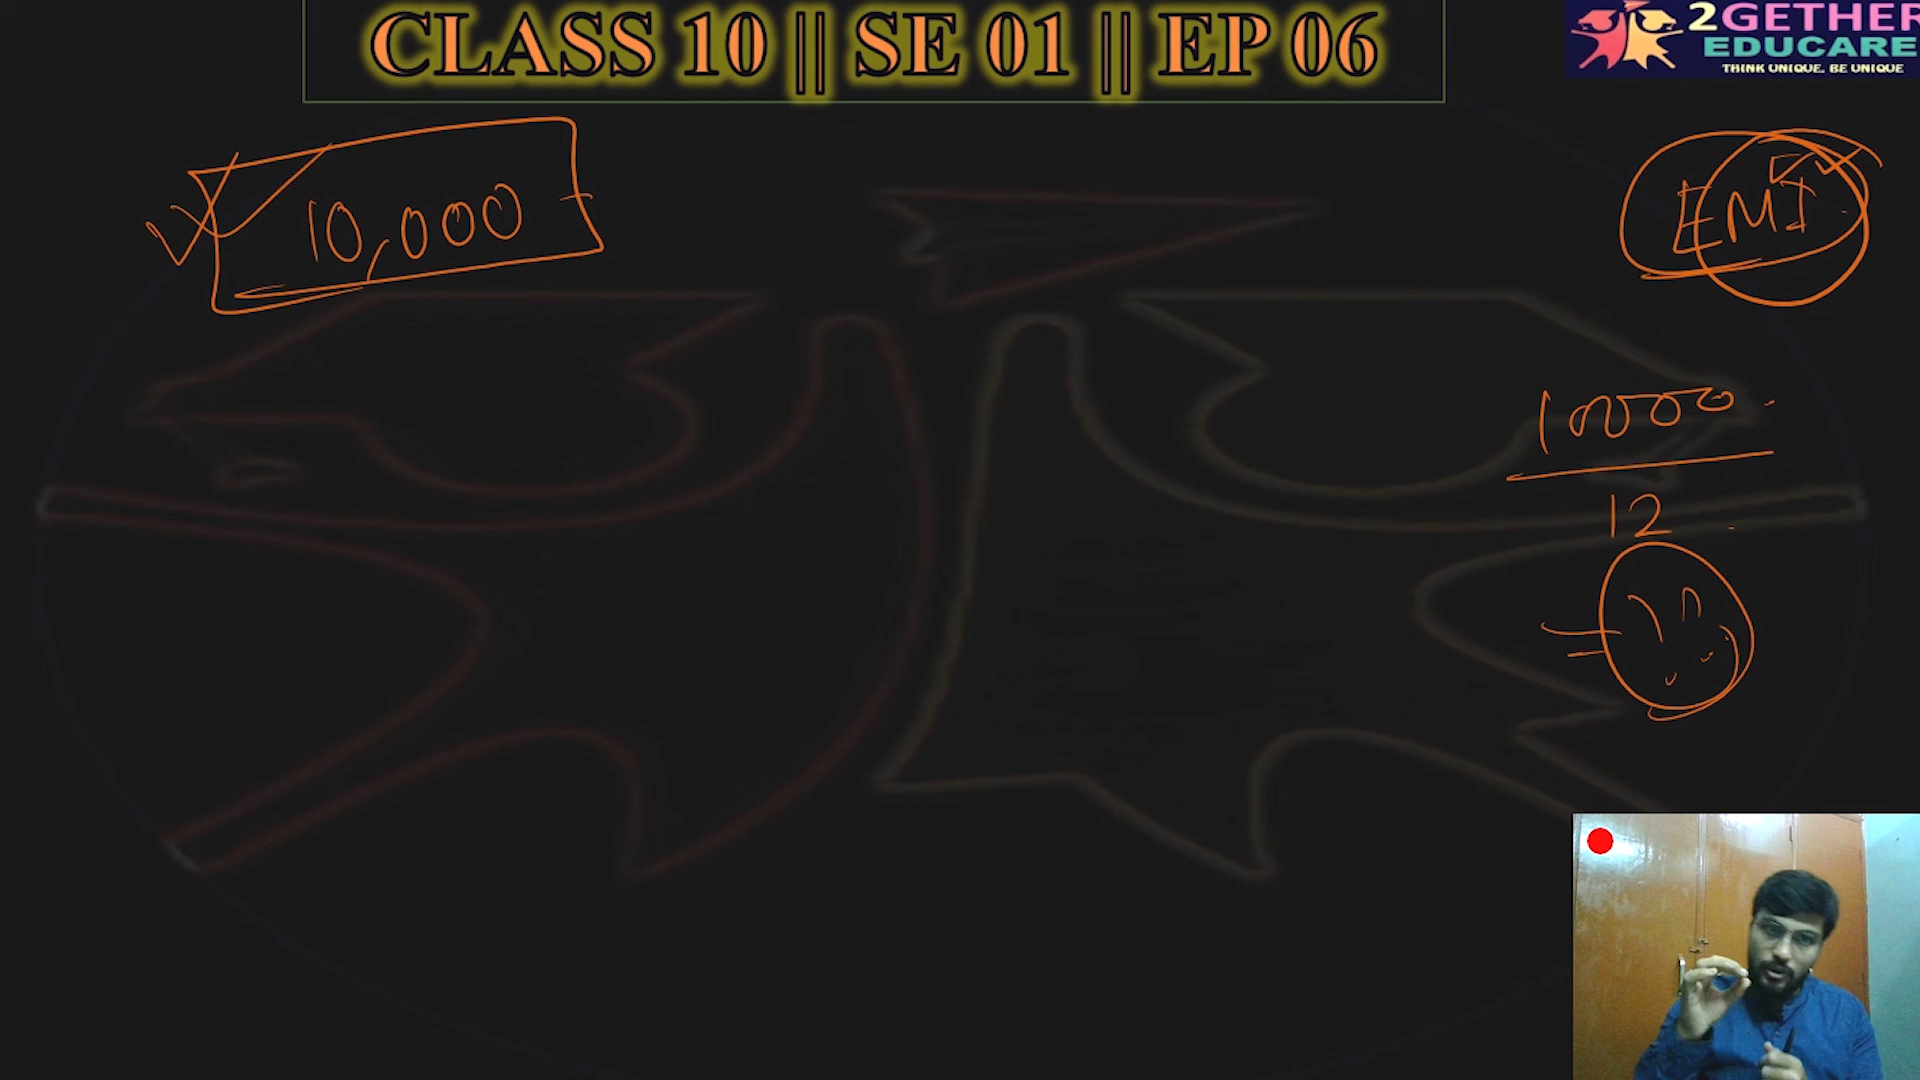 CLASS 10 || SE 01 || EP 06
2GETHER
EDUCARE
THINK UNIQUE. BE UNIQUE
10,000
EMI
10000
12
=